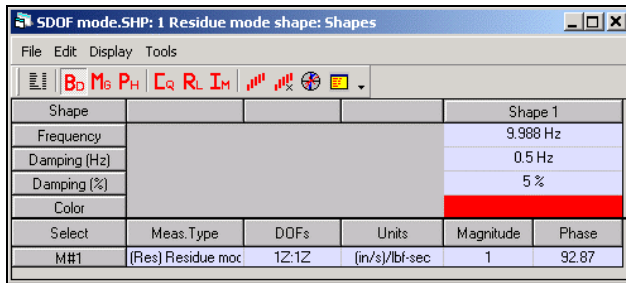 SDOF mode.SHP: 1 Residue mode shape: Shapes
File Edit Display Tools
BD MG PH CQ RL IM
Shape Shape 1
Frequency 9.988 Hz
Damping (Hz) 0.5 Hz
Damping (%) 5 %
Color
Select Meas.Type DOFs Units Magnitude Phase
M#1 (Res) Residue moc 1Z:1Z (in/s)/lbf-sec 1 92.87